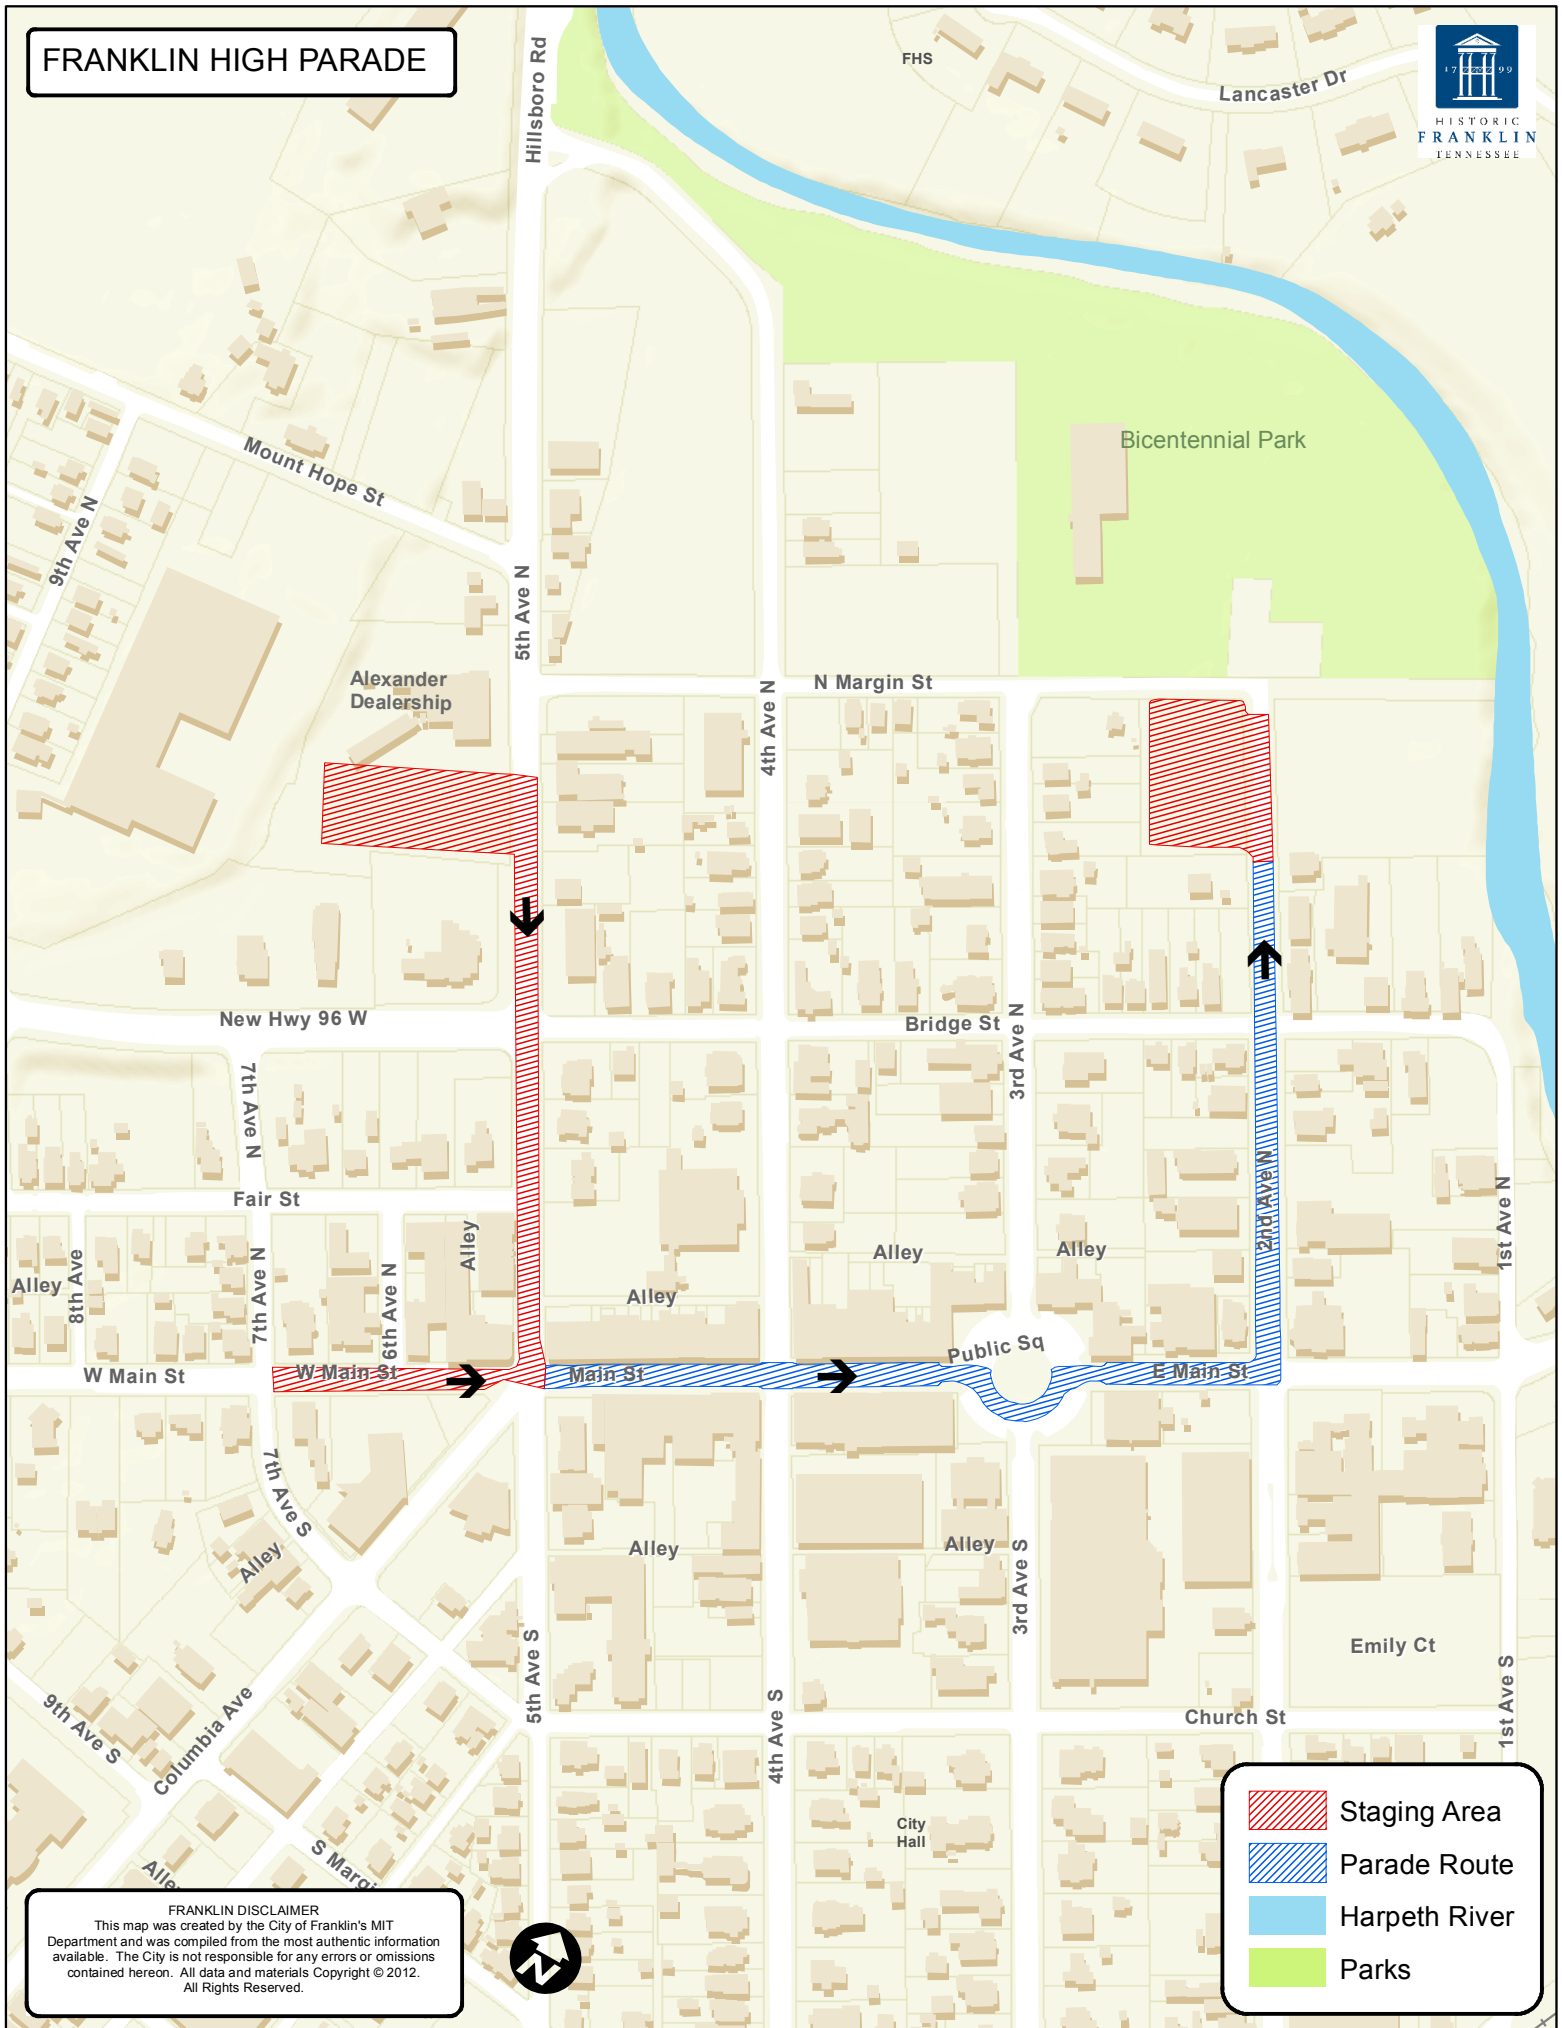 FRANKLIN HIGH PARADE
Hillsboro Rd
FHS
Lancaster Dr
17 99
HISTORIC
FRANKLIN
TENNESSEE
Bicentennial Park
Mount Hope St
9th Ave N
5th Ave N
Alexander
Dealership
N Margin St
4th Ave N
New Hwy 96 W
Bridge St
3rd Ave N
7th Ave N
Fair St
2nd Ave N
1st Ave N
Alley
8th Ave
7th Ave N
6th Ave N
Alley
Alley
Alley
Alley
W Main St
W Main St
Main St
Public Sq
E Main St
7th Ave S
Alley
Alley
Alley
3rd Ave S
5th Ave S
4th Ave S
Emily Ct
1st Ave S
Church St
9th Ave S
Columbia Ave
S Margi
Alle
City
Hall
Staging Area
Parade Route
Harpeth River
Parks
FRANKLIN DISCLAIMER
This map was created by the City of Franklin's MIT
Department and was compiled from the most authentic information
available. The City is not responsible for any errors or omissions
contained hereon. All data and materials Copyright © 2012.
All Rights Reserved.
N